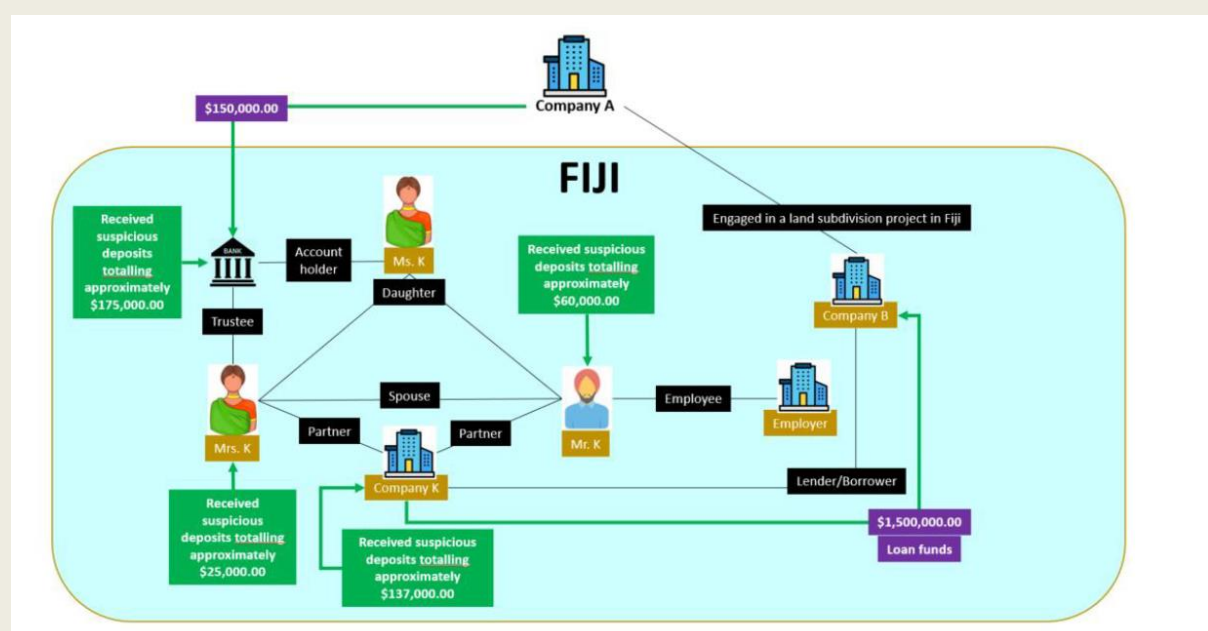 Company A
$150,000.00
FIJI
Engaged in a land subdivision project in Fiji
Received
suspicious
deposits
totalling
approximately
$175,000.00
BANK
Account
holder
Ms. K
Daughter
Received suspicious
deposits totalling
approximately
$60,000.00
Company B
Trustee
Spouse
Employee
Employer
Mrs. K
Partner
Partner
Mr. K
Company K
Lender/Borrower
Received
suspicious
deposits totalling
approximately
$25,000.00
$1,500,000.00
Loan funds
Received suspicious
deposits totalling
approximately
$137,000.00